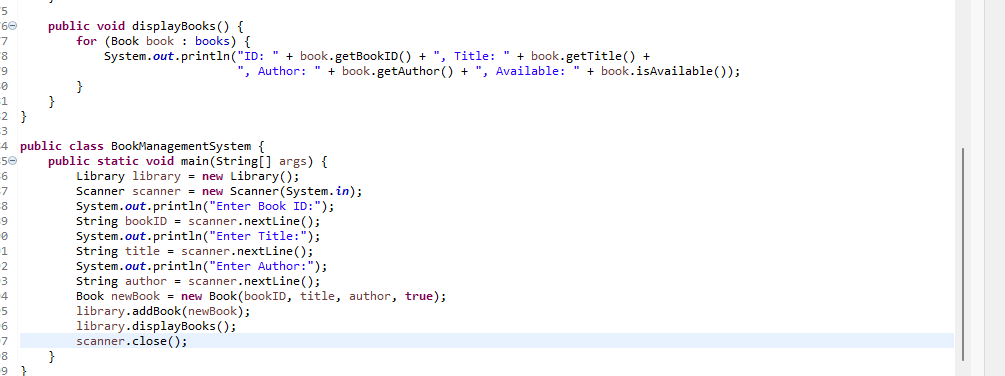 5
6    public void displayBooks() {
7        for (Book book : books) {
8            System.out.println("ID: " + book.getBookID() + ", Title: " + book.getTitle() +
9                               ", Author: " + book.getAuthor() + ", Available: " + book.isAvailable());
0        }
1    }
2 }
3
4 public class BookManagementSystem {
5    public static void main(String[] args) {
6        Library library = new Library();
7        Scanner scanner = new Scanner(System.in);
8        System.out.println("Enter Book ID:");
9        String bookID = scanner.nextLine();
0        System.out.println("Enter Title:");
1        String title = scanner.nextLine();
2        System.out.println("Enter Author:");
3        String author = scanner.nextLine();
4        Book newBook = new Book(bookID, title, author, true);
5        library.addBook(newBook);
6        library.displayBooks();
7        scanner.close();
8    }
9 }